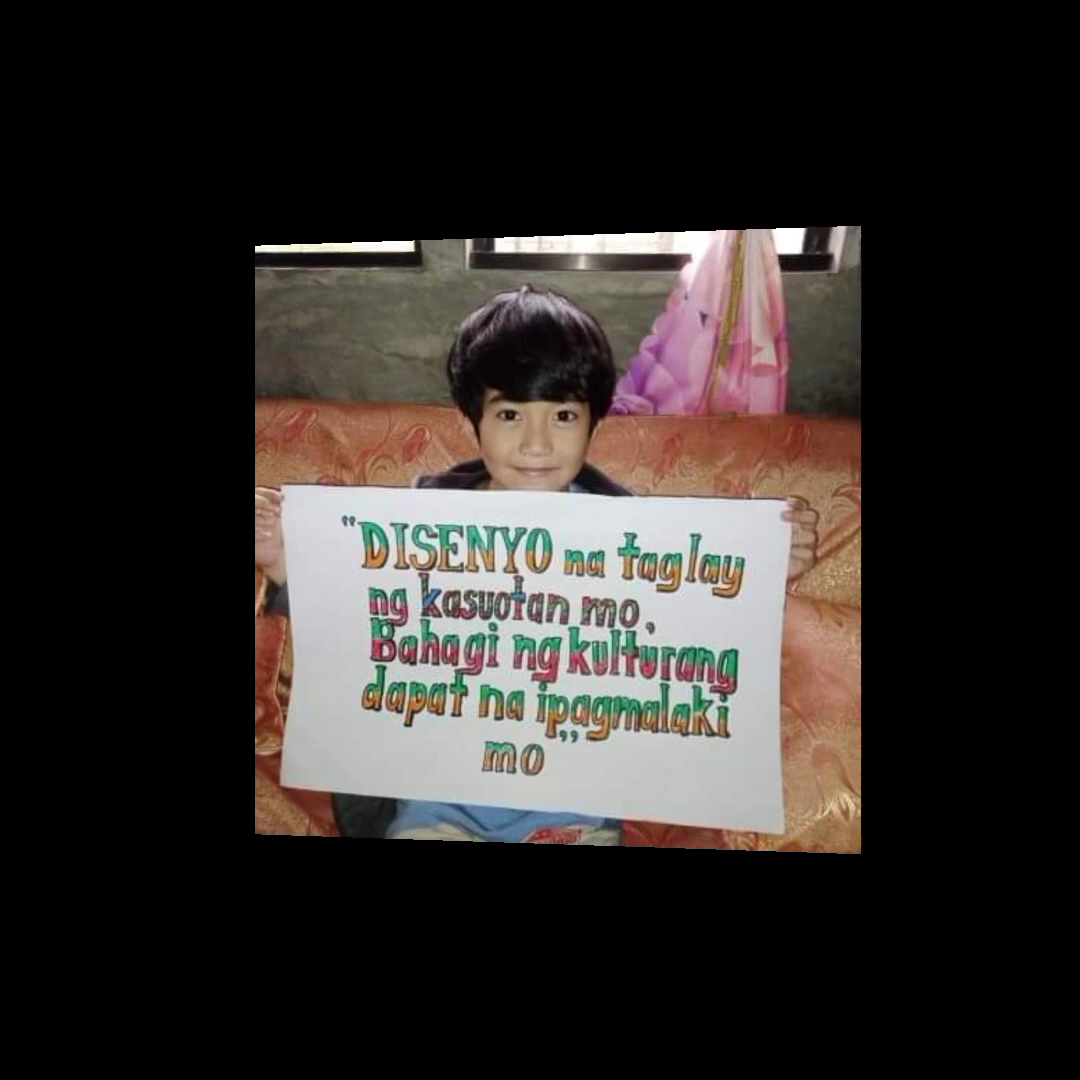 “DISENYO na taglay
ng kasuotan mo,
Bahagi ng kulturang
dapat na ipagmalaki
mo”